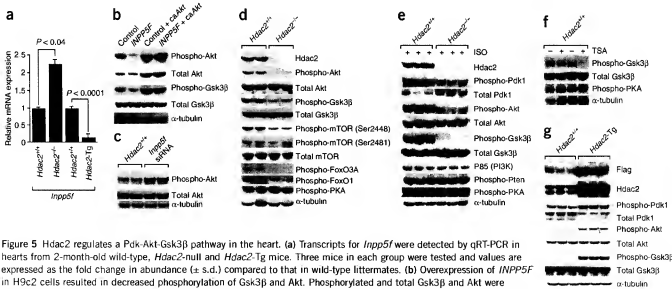 a
b
c
d
e
f
g
Relative mRNA expression
P < 0.04
P < 0.0001
3
2
1
0
Hdac2+/+
Hdac2–/–
Hdac2+/+
Hdac2-Tg
Inpp5f
Control
INPP5F
Control + caAkt
INPP5F + caAkt
Phospho-Akt
Total Akt
Phospho-Gsk3β
Total Gsk3β
α-tubulin
Hdac2+/+
Inpp5f siRNA
Phospho-Akt
Total Akt
α-tubulin
Hdac2+/+
Hdac2–/–
Hdac2
Phospho-Akt
Total Akt
Phospho-Gsk3β
Total Gsk3β
Phospho-mTOR (Ser2448)
Phospho-mTOR (Ser2481)
Total mTOR
Phospho-FoxO3A
Phospho-FoxO1
Phospho-PKA
Hdac2+/+
Hdac2–/–
+ + + + + + ISO
Hdac2
Phospho-Pdk1
Total Pdk1
Phospho-Akt
Total Akt
Phospho-Gsk3β
Total Gsk3β
P85 (PI3K)
Phospho-Pten
Phospho-PKA
α-tubulin
Hdac2+/+
TSA
Phospho-Gsk3β
Total Gsk3β
Phospho-PKA
α-tubulin
Hdac2+/+
Hdac2-Tg
Flag
Hdac2
Phospho-Pdk1
Total Pdk1
Phospho-Akt
Total Akt
Phospho-Gsk3β
Total Gsk3β
α-tubulin
Figure 5 Hdac2 regulates a Pdk-Akt-Gsk3β pathway in the heart. (a) Transcripts for Inpp5f were detected by qRT-PCR in
hearts from 2-month-old wild-type, Hdac2-null and Hdac2-Tg mice. Three mice in each group were tested and values are
expressed as the fold change in abundance (± s.d.) compared to that in wild-type littermates. (b) Overexpression of INPP5F
in H9c2 cells resulted in decreased phosphorylation of Gsk3β and Akt. Phosphorylated and total Gsk3β and Akt were